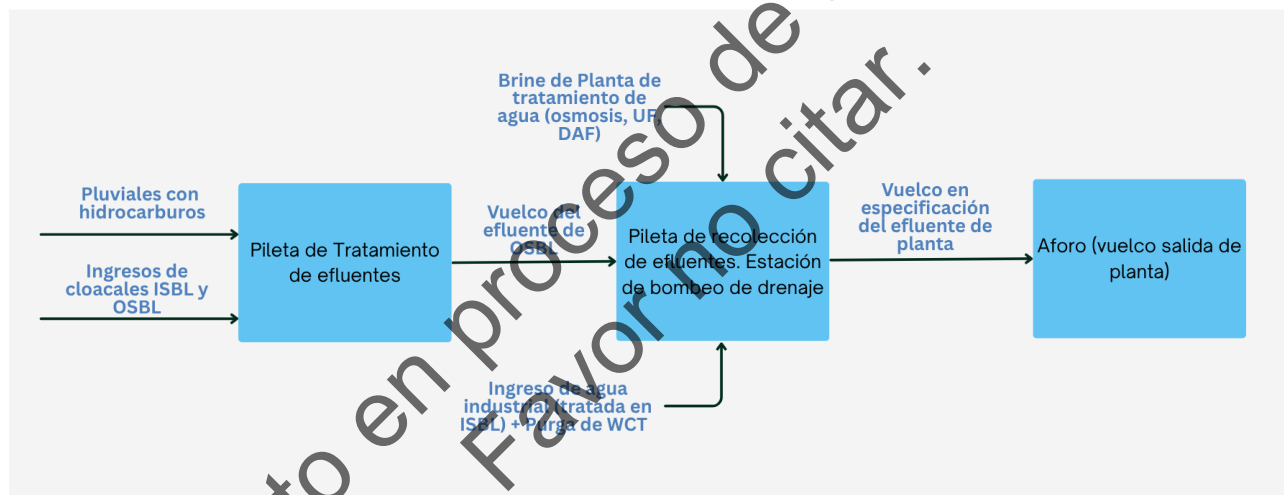 Brine de Planta de
tratamiento de
agua (osmosis, UF,
DAF)
Pluviales con
hidrocarburos
Ingresos de
cloacales ISBL y
OSBL
Pileta de Tratamiento
de efluentes
Vuelco del
efluente de
OSBL
Pileta de recolección
de efluentes. Estación
de bombeo de drenaje
Vuelco en
especificación
del efluente de
planta
Aforo (vuelco salida de
planta)
Ingreso de agua
industrial (tratada en
ISBL) + Purga de WCT
en proceso de
Favor no citar.